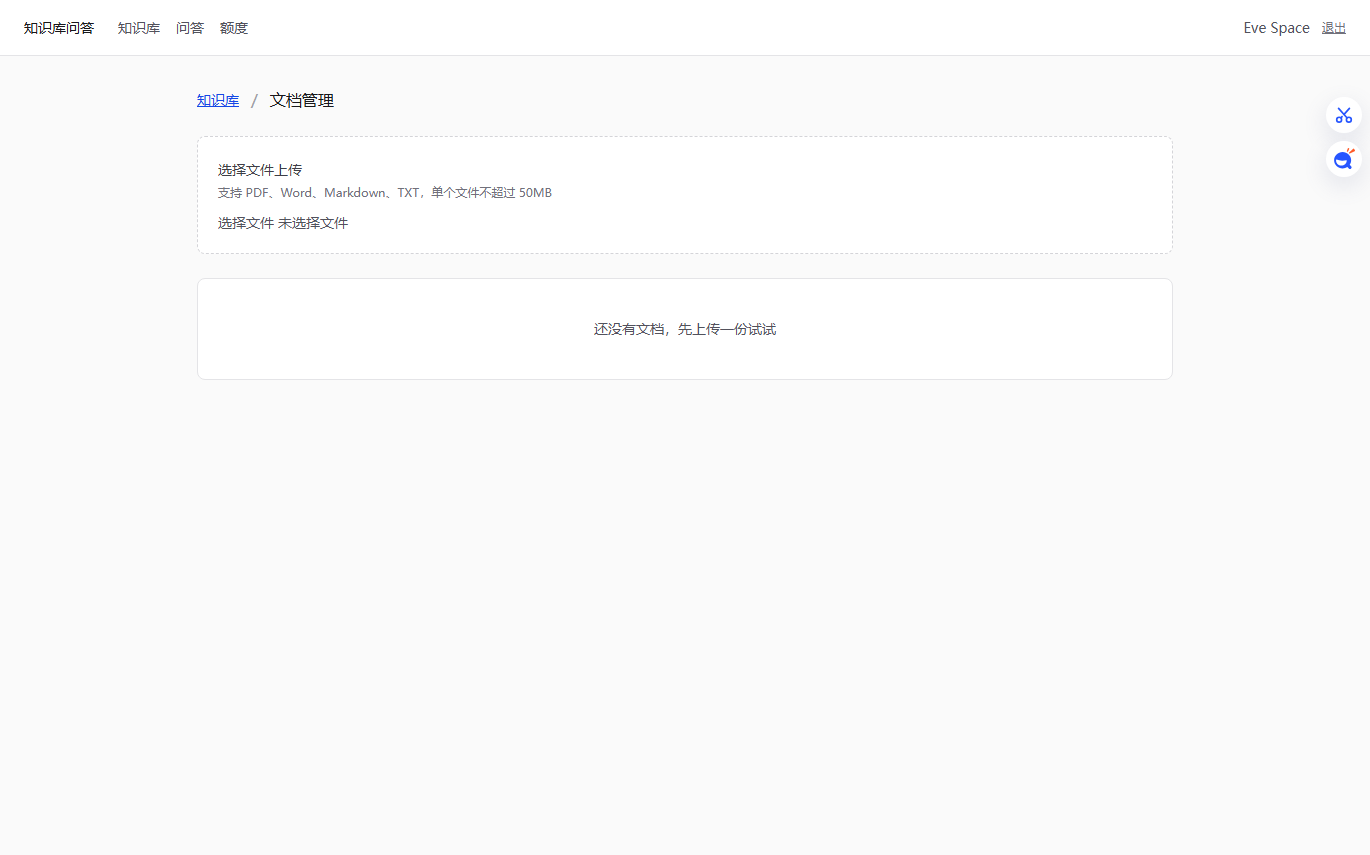 知识库问答 知识库 问答 额度 Eve Space 退出
知识库 / 文档管理
选择文件上传
支持 PDF、Word、Markdown、TXT，单个文件不超过 50MB
选择文件 未选择文件
还没有文档，先上传一份试试